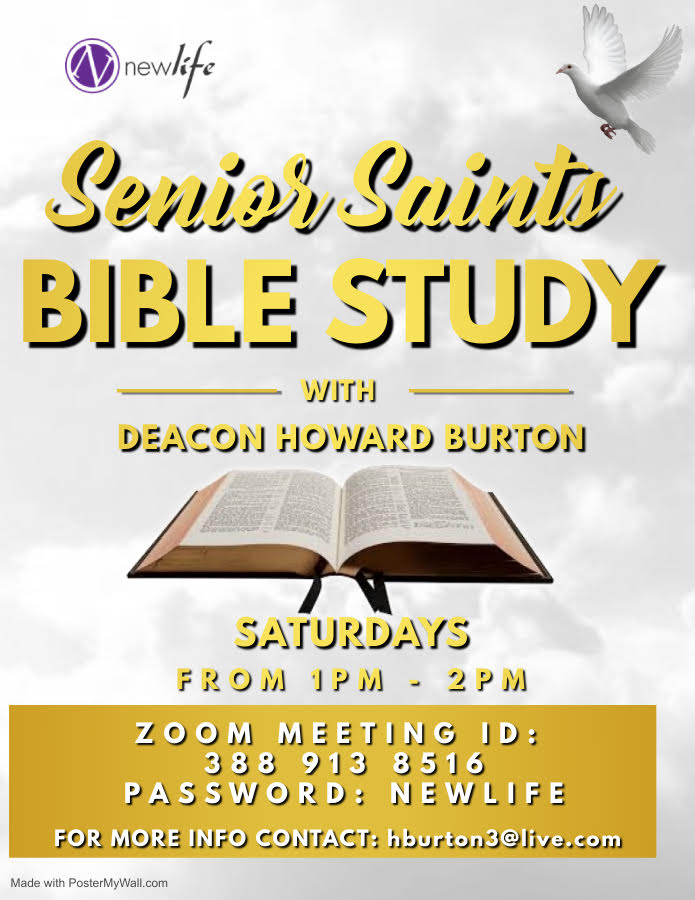 newlife
Senior Saints
BIBLE STUDY
WITH
DEACON HOWARD BURTON
SATURDAYS
FROM 1PM - 2PM
ZOOM MEETING ID:
388 913 8516
PASSWORD: NEWLIFE
FOR MORE INFO CONTACT: hburton3@live.com
Made with PosterMyWall.com